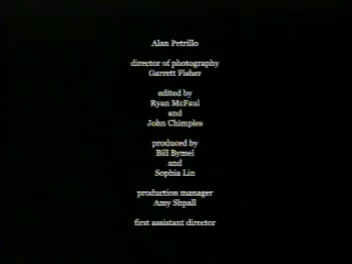 Alan Petrillo
director of photography
Garrett Fisher
edited by
Ryan McFaul
and
John Chimples
produced by
Bill Bymel
and
Sophia Lin
production manager
Amy Shpall
first assistant director